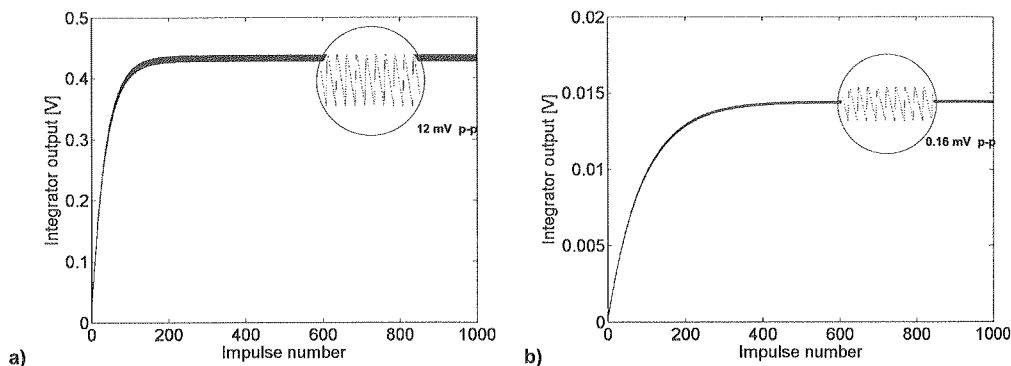 0.5
0.4
0.3
0.2
0.1
0
0 200 400 600 800 1000
Integrator output [V]
Impulse number
12 mV p-p
a)
0.02
0.015
0.01
0.005
0
0 200 400 600 800 1000
Integrator output [V]
Impulse number
0.16 mV p-p
b)